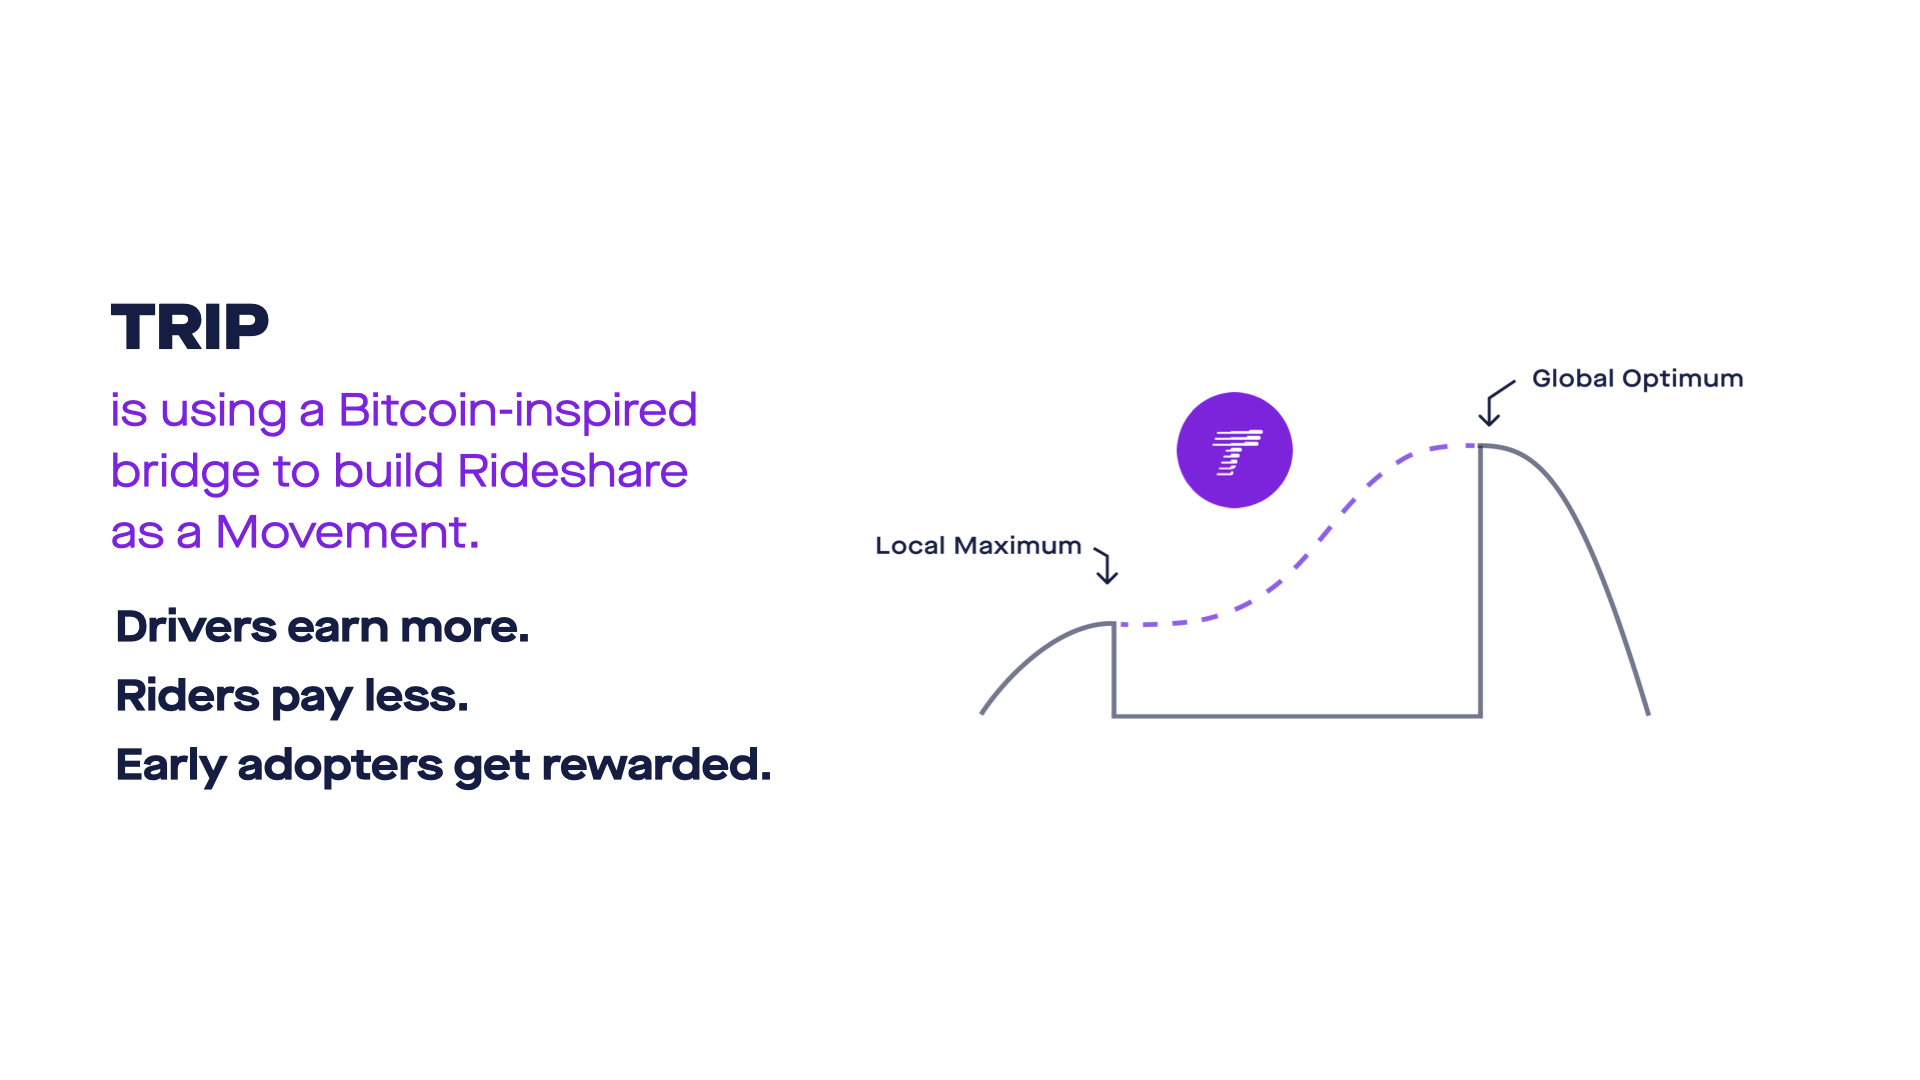 TRIP
is using a Bitcoin-inspired
bridge to build Rideshare
as a Movement.
Drivers earn more.
Riders pay less.
Early adopters get rewarded.
Local Maximum
Global Optimum